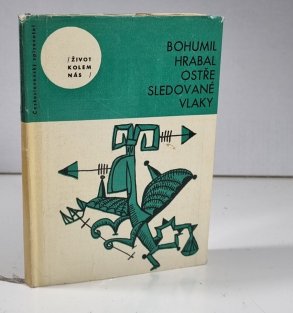 Československý spisovatel
/ŽIVOT
KOLEM
NÁS /
BOHUMIL
HRABAL
OSTŘE
SLEDOVANÉ
VLAKY